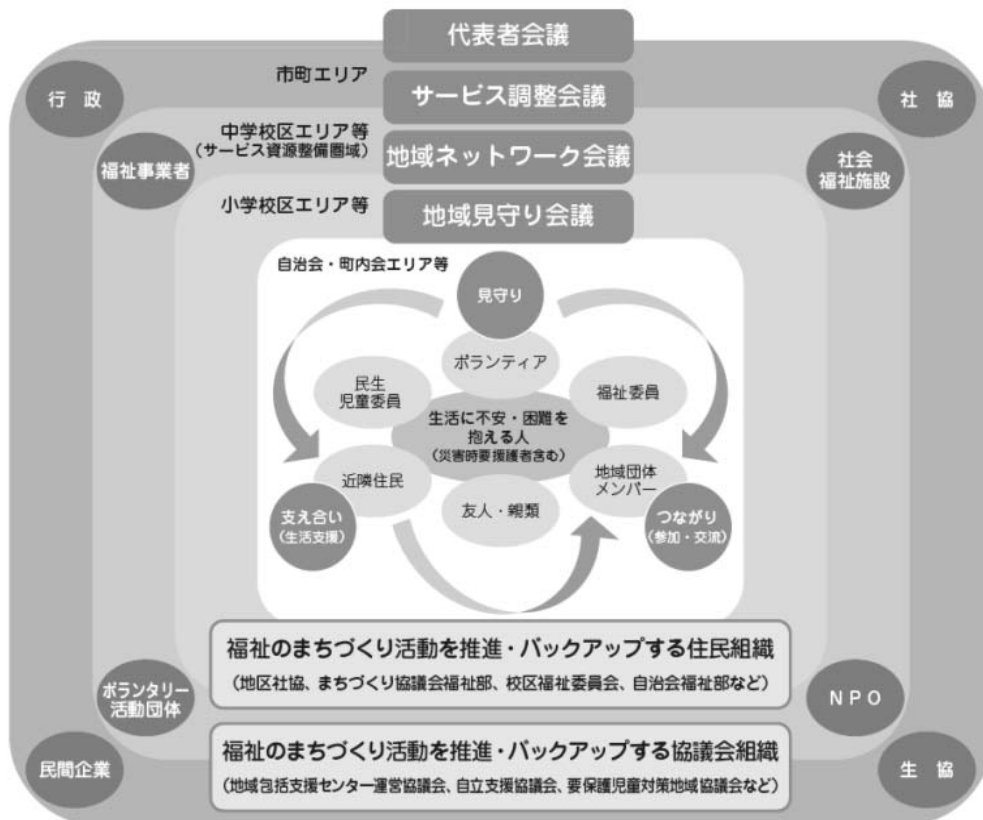 代表者会議
市町エリア
行政
社協
サービス調整会議
中学校区エリア等
(サービス資源整備圏域)
福祉事業者
地域ネットワーク会議
社会
福祉施設
小学校区エリア等
地域見守り会議
自治会・町内会エリア等
見守り
ボランティア
民生
児童委員
福祉委員
生活に不安・困難を
抱える人
(災害時要援護者含む)
近隣住民
地域団体
メンバー
友人・親類
支え合い
(生活支援)
つながり
(参加・交流)
福祉のまちづくり活動を推進・バックアップする住民組織
(地区社協、まちづくり協議会福祉部、校区福祉委員会、自治会福祉部など)
ボランタリー
活動団体
NPO
福祉のまちづくり活動を推進・バックアップする協議会組織
(地域包括支援センター運営協議会、自立支援協議会、要保護児童対策地域協議会など)
民間企業
生協